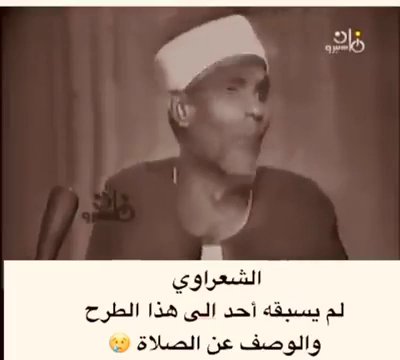 الشعراوي
لم يسبقه أحد الى هذا الطرح
والوصف عن الصلاة 😢